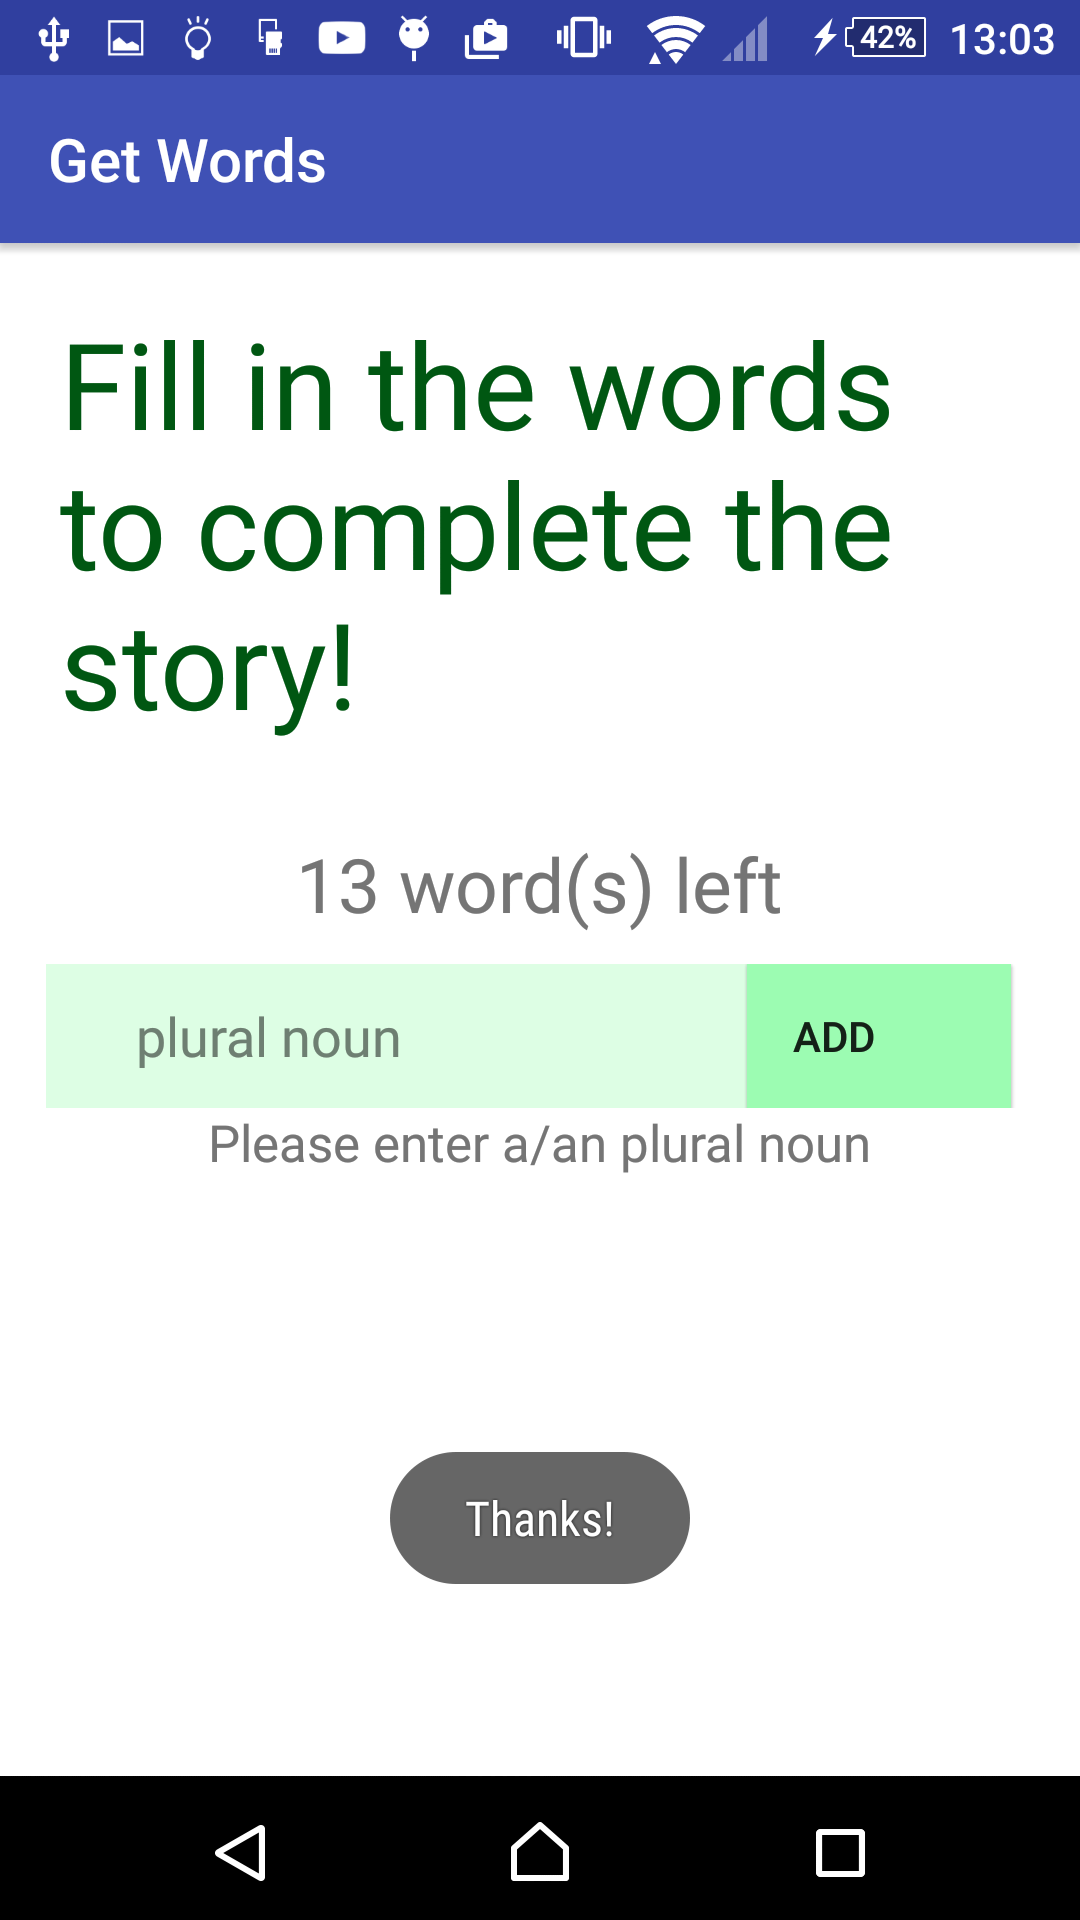 42% 13:03
Get Words
Fill in the words
to complete the
story!
13 word(s) left
plural noun ADD
Please enter a/an plural noun
Thanks!